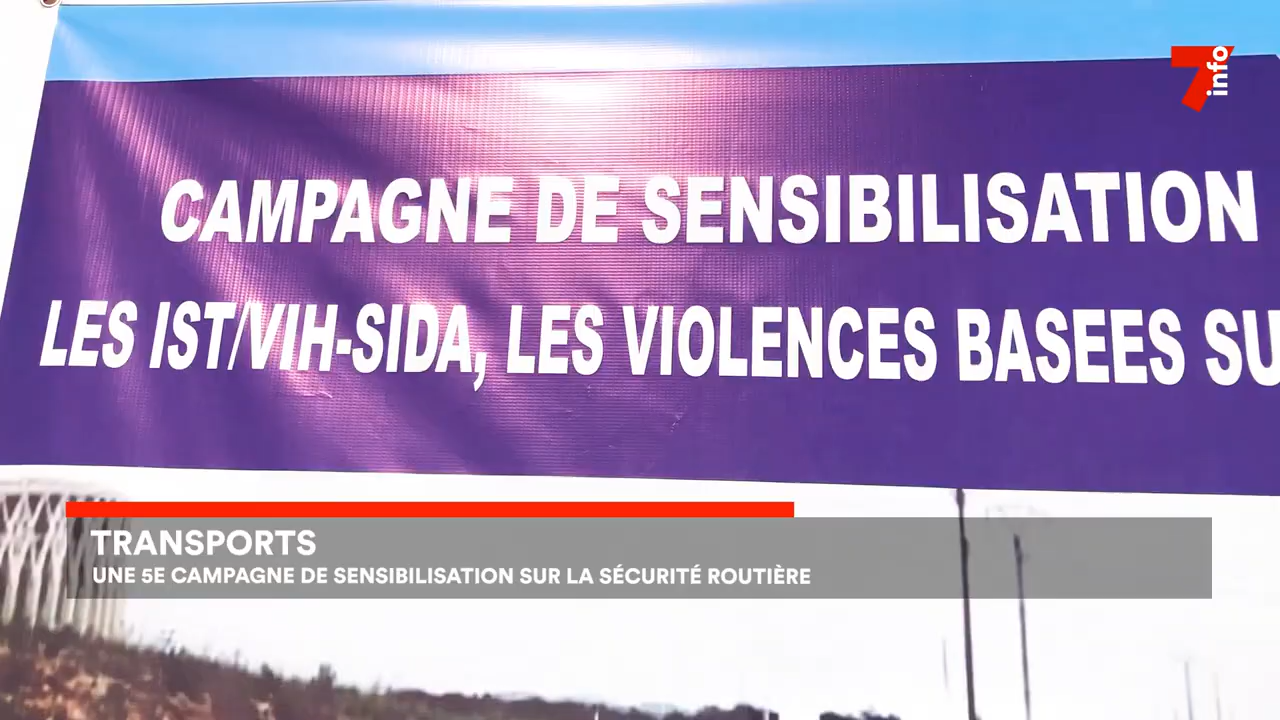 7info
CAMPAGNE DE SENSIBILISATION
LES IST/VIH-SIDA, LES VIOLENCES BASEES SU
TRANSPORTS
UNE 5E CAMPAGNE DE SENSIBILISATION SUR LA SÉCURITÉ ROUTIÈRE